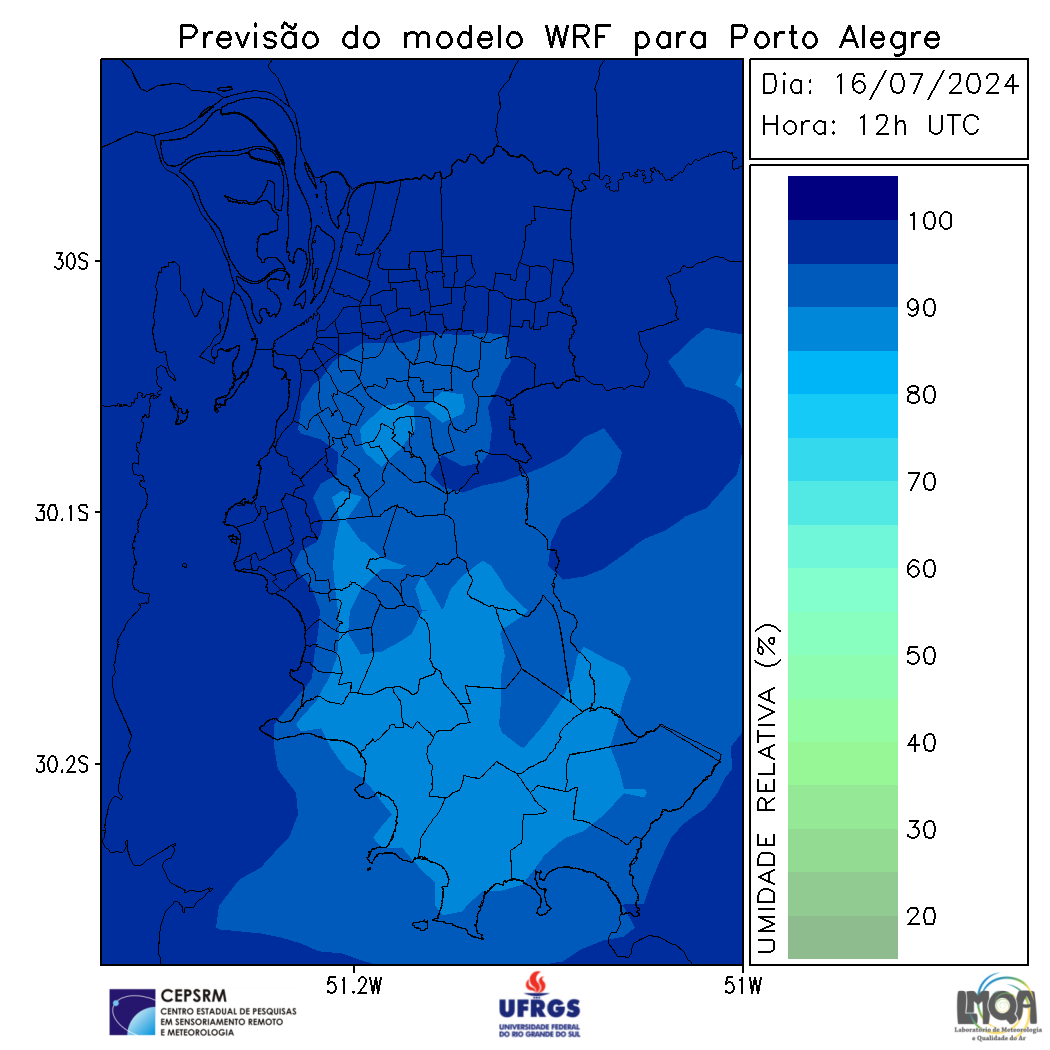 Previsão do modelo WRF para Porto Alegre
Dia: 16/07/2024
Hora: 12h UTC
30S
30.1S
30.2S
51.2W
51W
100
90
80
70
60
50
40
30
20
UMIDADE RELATIVA (%)
CEPSRM
CENTRO ESTADUAL DE PESQUISAS
EM SENSORIAMENTO REMOTO
E METEOROLOGIA
UFRGS
UNIVERSIDADE FEDERAL
DO RIO GRANDE DO SUL
LMQA
Laboratório de Meteorologia
e Qualidade do Ar